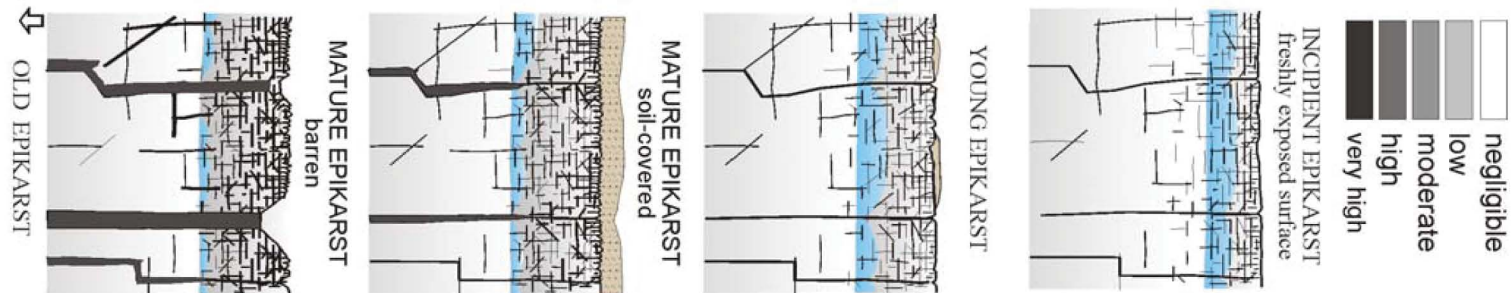 negligible
low
moderate
high
very high
INCIPIENT EPIKARST
freshly exposed surface
YOUNG EPIKARST
MATURE EPIKARST
soil-covered
MATURE EPIKARST
barren
OLD EPIKARST